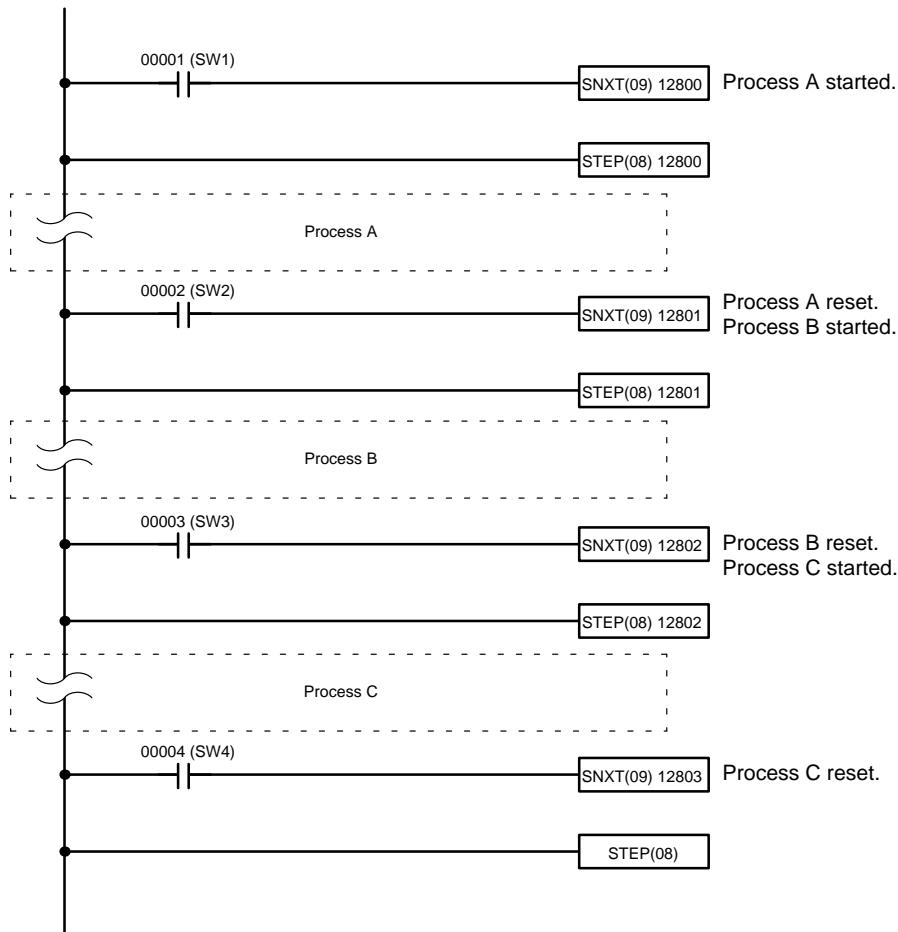 00001 (SW1)
SNXT(09) 12800 Process A started.
STEP(08) 12800
Process A
00002 (SW2)
SNXT(09) 12801
Process A reset.
Process B started.
STEP(08) 12801
Process B
00003 (SW3)
SNXT(09) 12802
Process B reset.
Process C started.
STEP(08) 12802
Process C
00004 (SW4)
SNXT(09) 12803 Process C reset.
STEP(08)